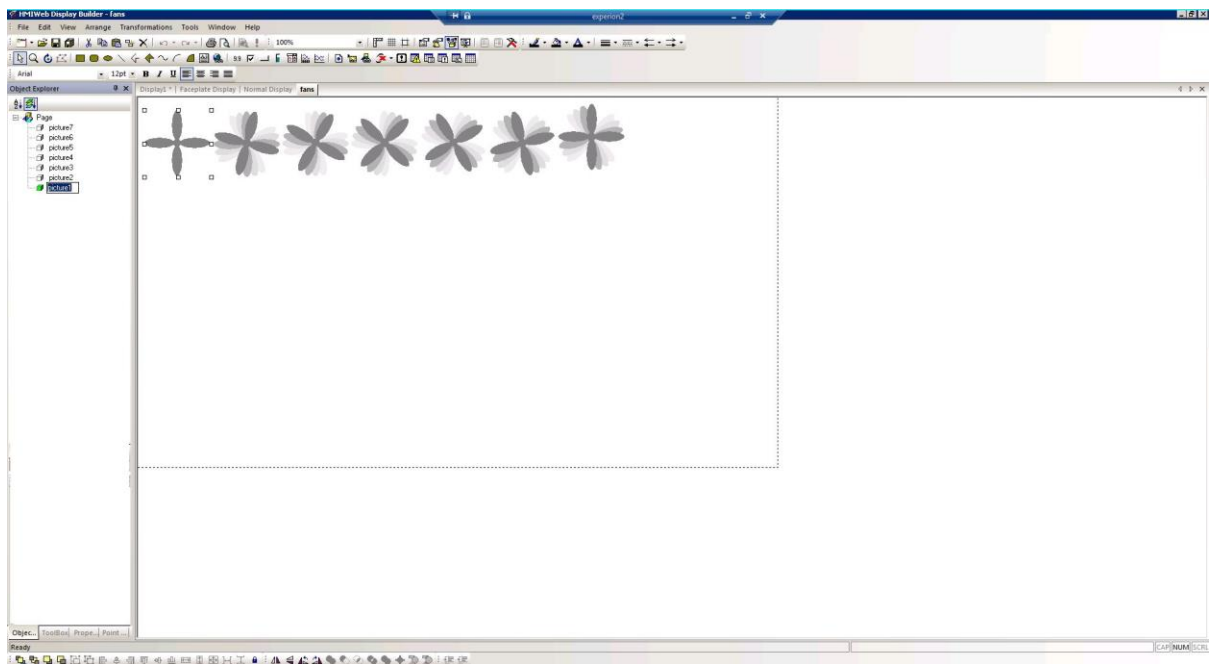 HMIWeb Display Builder - fans
experion2
File Edit View Arrange Transformations Tools Window Help
100%
Arial 12pt B I U
Object Explorer
Display1 * Faceplate Display Normal Display fans
Page
picture7
picture6
picture5
picture4
picture3
picture2
picture1
Objec... ToolBox Prope... Point ...
Ready
CAP NUM SCRL